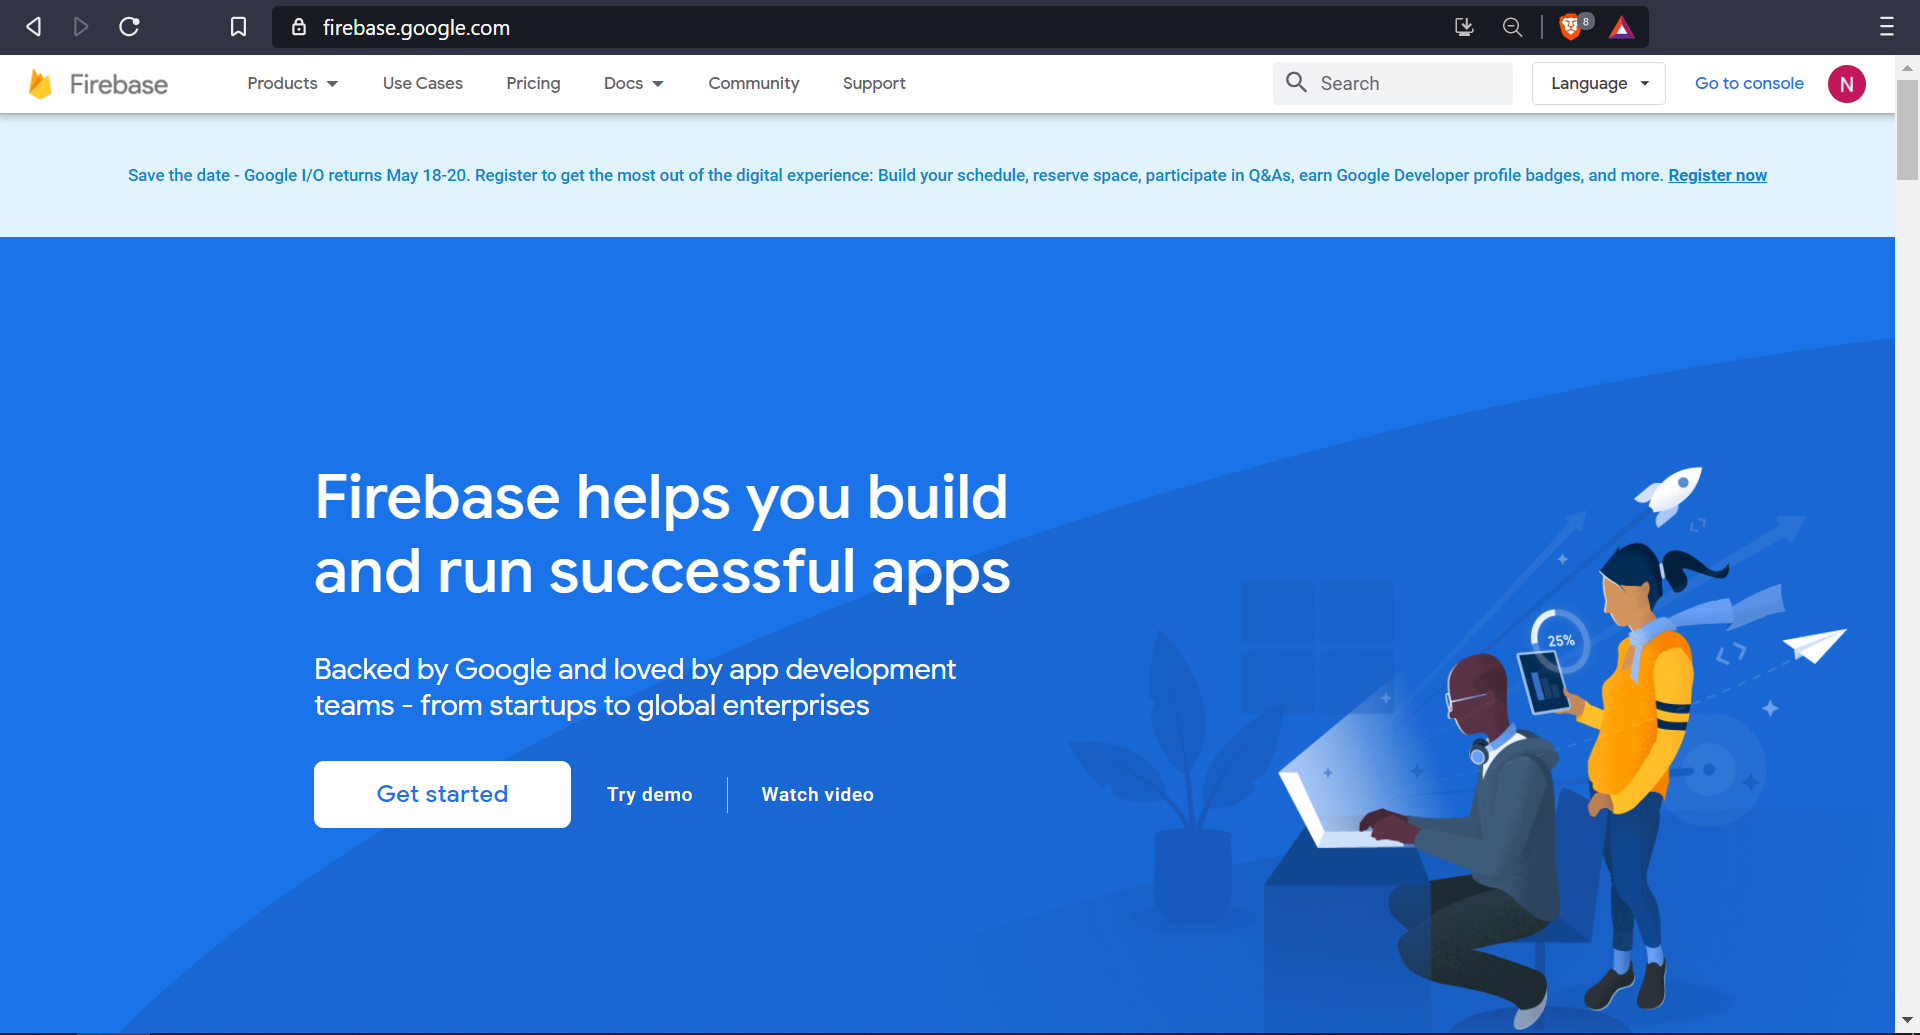 firebase.google.com
8
Firebase
Products
Use Cases
Pricing
Docs
Community
Support
Search
Language
Go to console
N
Save the date - Google I/O returns May 18-20. Register to get the most out of the digital experience: Build your schedule, reserve space, participate in Q&As, earn Google Developer profile badges, and more. Register now
Firebase helps you build
and run successful apps
Backed by Google and loved by app development
teams - from startups to global enterprises
Get started
Try demo
Watch video
25%